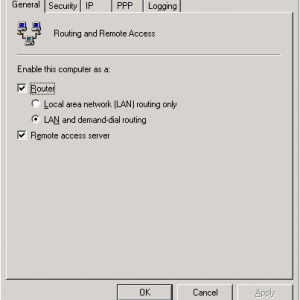 General Security IP PPP Logging
Routing and Remote Access
Enable this computer as a:
Router
Local area network (LAN) routing only
LAN and demand-dial routing
Remote access server
OK Cancel Apply